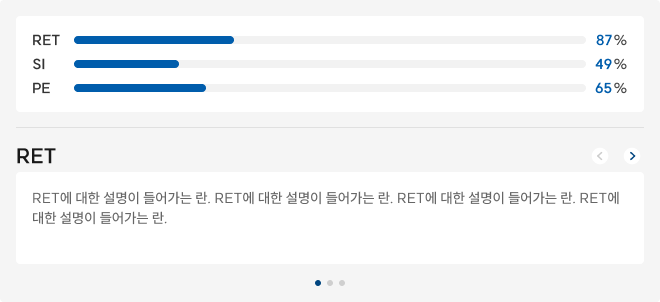 RET 87%
SI 49%
PE 65%
RET
RET에 대한 설명이 들어가는 란. RET에 대한 설명이 들어가는 란. RET에 대한 설명이 들어가는 란. RET에
대한 설명이 들어가는 란.